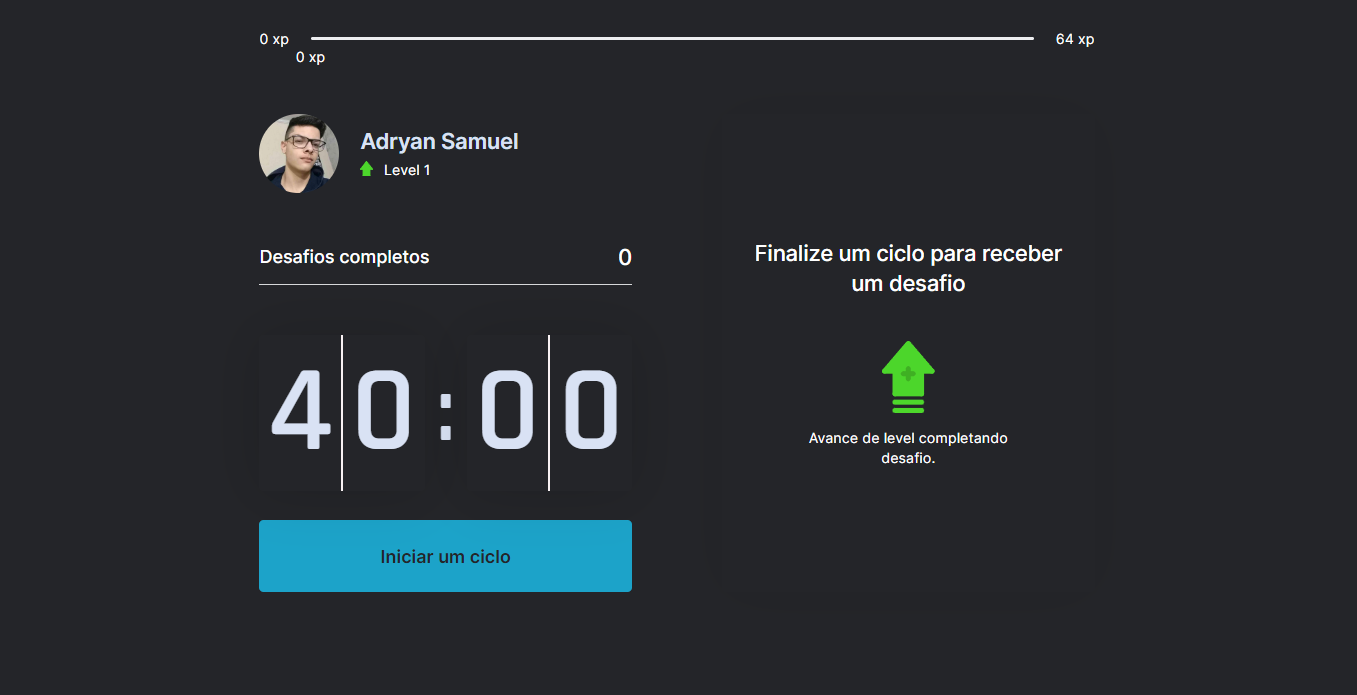 0 xp
64 xp
0 xp
Adryan Samuel
Level 1
Desafios completos
0
40:00
Iniciar um ciclo
Finalize um ciclo para receber
um desafio
Avance de level completando
desafio.